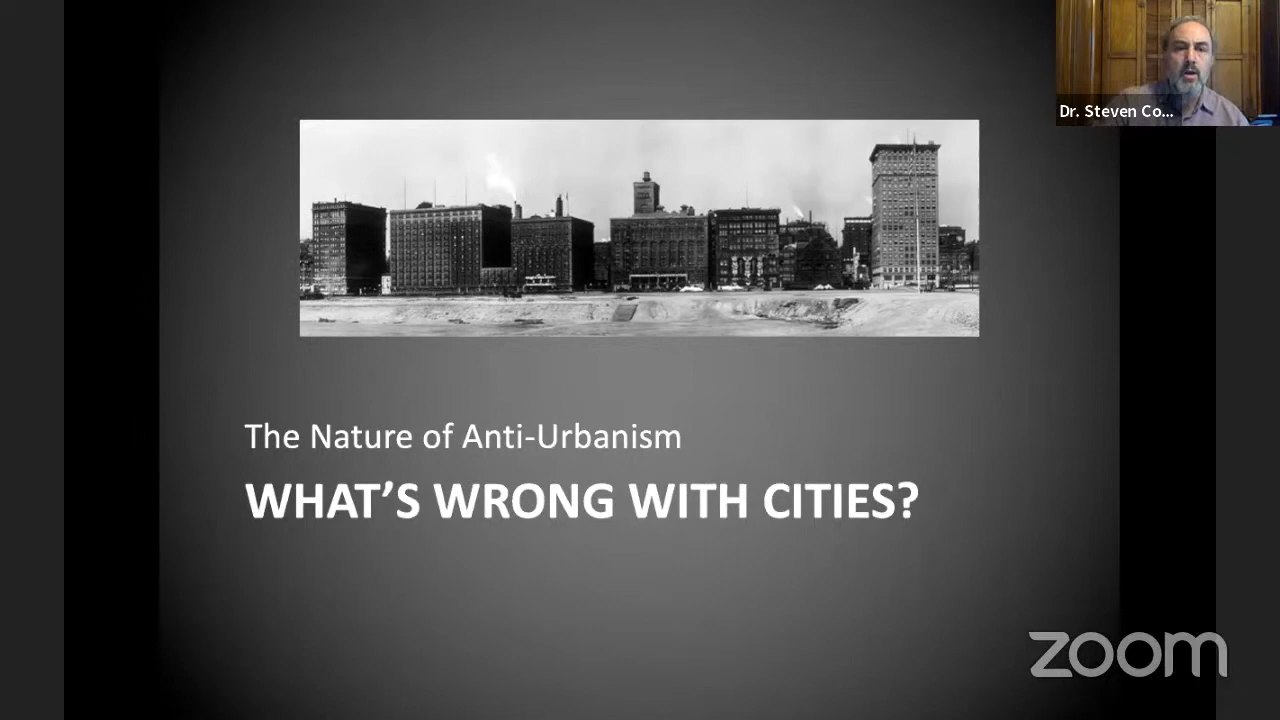 Dr. Steven Co...
The Nature of Anti-Urbanism
WHAT'S WRONG WITH CITIES?
zoom